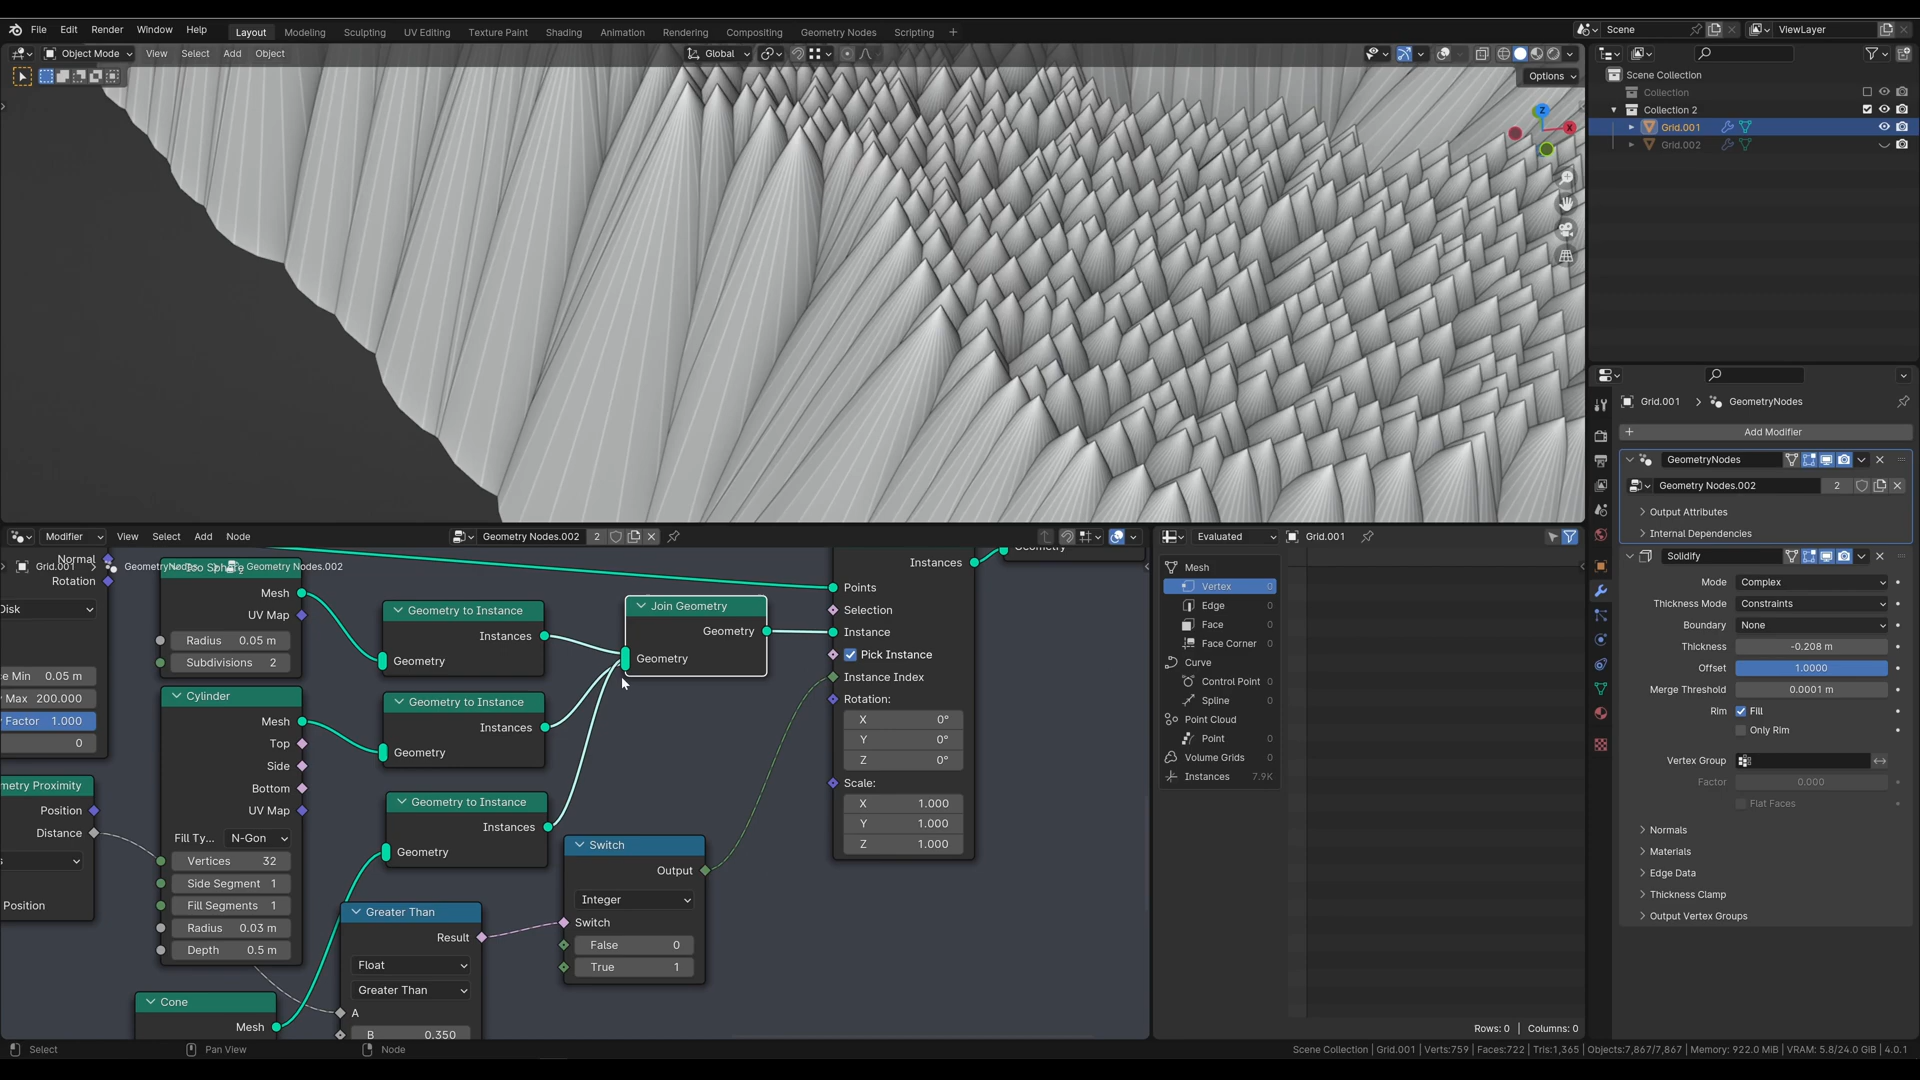 File Edit Render Window Help Layout Modeling Sculpting UV Editing Texture Paint Shading Animation Rendering Compositing Geometry Nodes Scripting + Scene ViewLayer
Object Mode View Select Add Object Global
Options
Z
X
Scene Collection
Collection
Collection 2
Grid.001
Grid.002
Grid.001 > GeometryNodes
+ Add Modifier
GeometryNodes
Geometry Nodes.002 2
Output Attributes
Internal Dependencies
Solidify
Mode Complex
Thickness Mode Constraints
Boundary None
Thickness -0.208 m
Offset 1.0000
Merge Threshold 0.0001 m
Rim Fill
Only Rim
Vertex Group
Factor 0.000
Flat Faces
Normals
Materials
Edge Data
Thickness Clamp
Output Vertex Groups
Modifier View Select Add Node Geometry Nodes.002 2
Grid.001 > GeometryNodes > Geometry Nodes.002
Normal
Rotation
Disk
e Min 0.05 m
Max 200.000
Factor 1.000
0
metry Proximity
Position
Distance
s
Position
Ico Sphere
Mesh
UV Map
Radius 0.05 m
Subdivisions 2
Cylinder
Mesh
Top
Side
Bottom
UV Map
Fill Ty... N-Gon
Vertices 32
Side Segment 1
Fill Segments 1
Radius 0.03 m
Depth 0.5 m
Cone
Mesh
Geometry to Instance
Instances
Geometry
Geometry to Instance
Instances
Geometry
Geometry to Instance
Instances
Geometry
Greater Than
Result
Float
Greater Than
A
B 0.350
Join Geometry
Geometry
Geometry
Switch
Output
Integer
Switch
False 0
True 1
Instances
Points
Selection
Instance
Pick Instance
Instance Index
Rotation:
X 0°
Y 0°
Z 0°
Scale:
X 1.000
Y 1.000
Z 1.000
Geometry
Evaluated Grid.001
Mesh
Vertex 0
Edge 0
Face 0
Face Corner 0
Curve
Control Point 0
Spline 0
Point Cloud
Point 0
Volume Grids 0
Instances 7.9K
Rows: 0 | Columns: 0
Select Pan View Node Scene Collection | Grid.001 | Verts:759 | Faces:722 | Tris:1,365 | Objects:7,867/7,867 | Memory: 922.0 MiB | VRAM: 5.8/24.0 GiB | 4.0.1